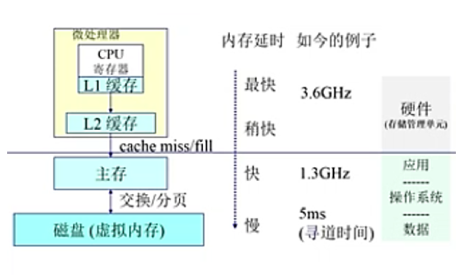 微处理器
CPU
寄存器
L1 缓存
L2 缓存
cache miss/fill
主存
交换/分页
磁盘 (虚拟内存)
内存延时
最快
稍快
快
慢
如今的例子
3.6GHz
1.3GHz
5ms
(寻道时间)
硬件
(存储管理单元)
应用
------
操作系统
------
数据